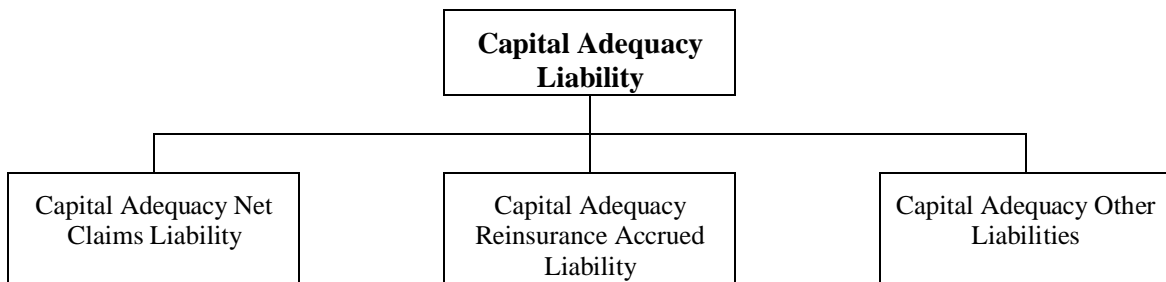 Capital Adequacy
Liability
Capital Adequacy Net
Claims Liability
Capital Adequacy
Reinsurance Accrued
Liability
Capital Adequacy Other
Liabilities